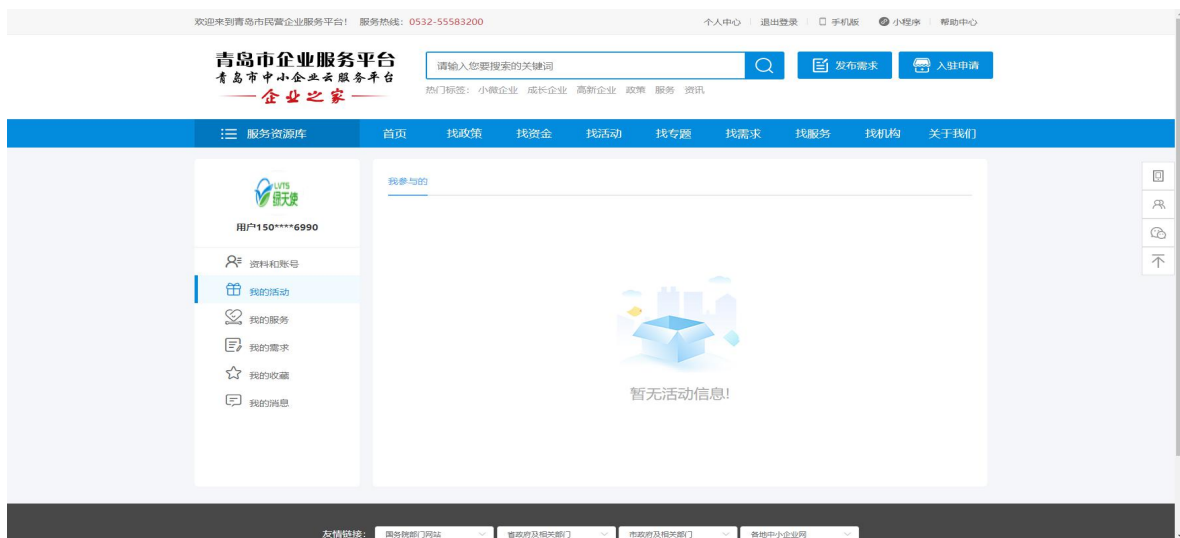 欢迎来到青岛市民营企业服务平台！ 服务热线：0532-55583200 个人中心 退出登录 手机版 小程序 帮助中心
青岛市企业服务平台
青岛市中小企业云服务平台
企业之家
请输入您要搜索的关键词 发布需求 入驻申请
热门标签： 小微企业 成长企业 高新企业 政策 服务 资讯
服务资源库 首页 找政策 找资金 找活动 找专题 找需求 找服务 找机构 关于我们
LVTS
绿天使
用户150****6990
资料和账号
我的活动
我的服务
我的需求
我的收藏
我的消息
我参与的
暂无活动信息!
友情链接： 国务院部门网站 省政府及相关部门 市政府及相关部门 各地中小企业网